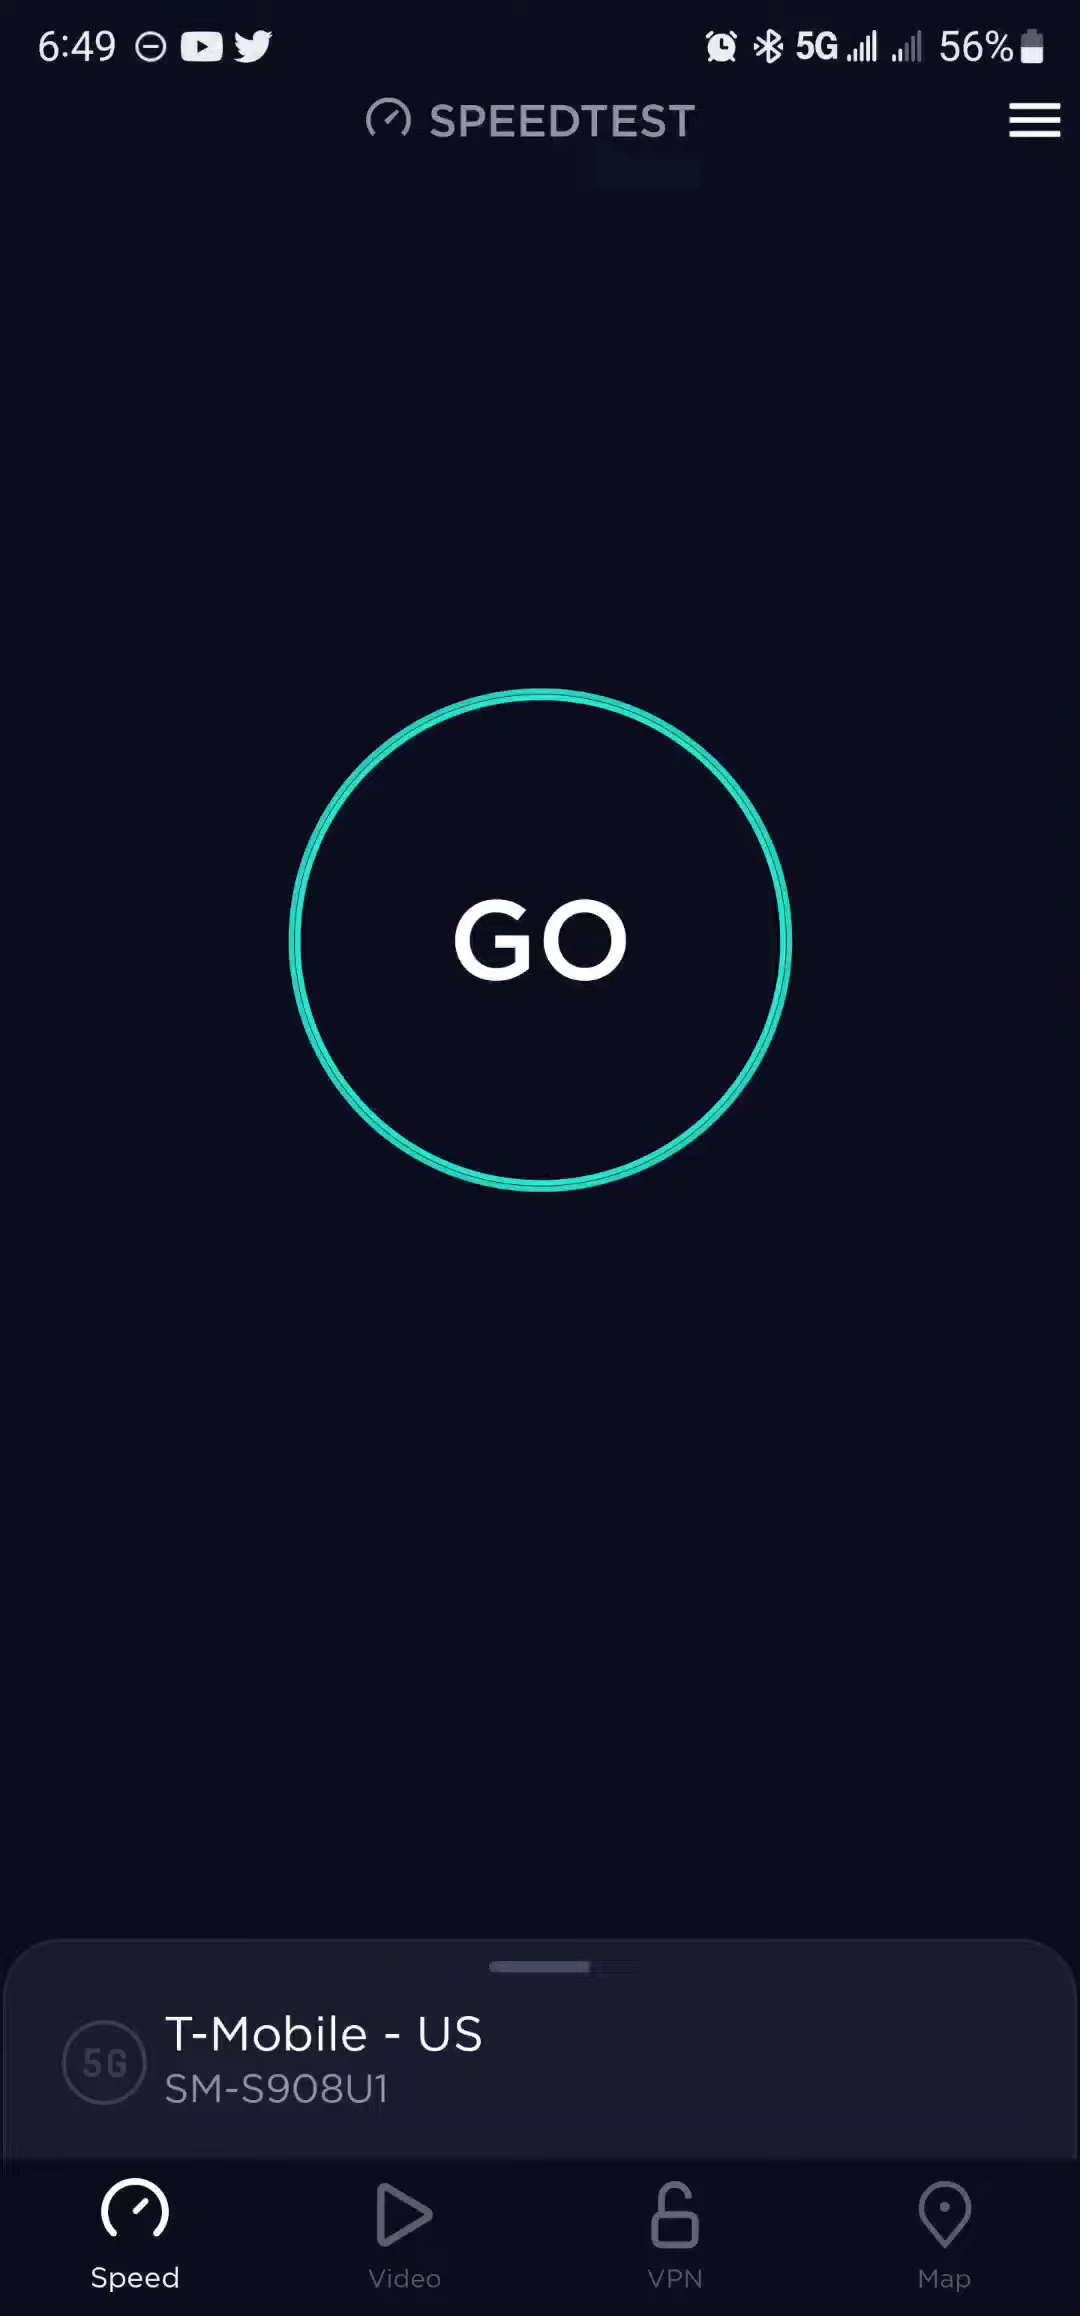 6:49 5G 56%
SPEEDTEST
GO
T-Mobile - US
5G
SM-S908U1
Speed Video VPN Map